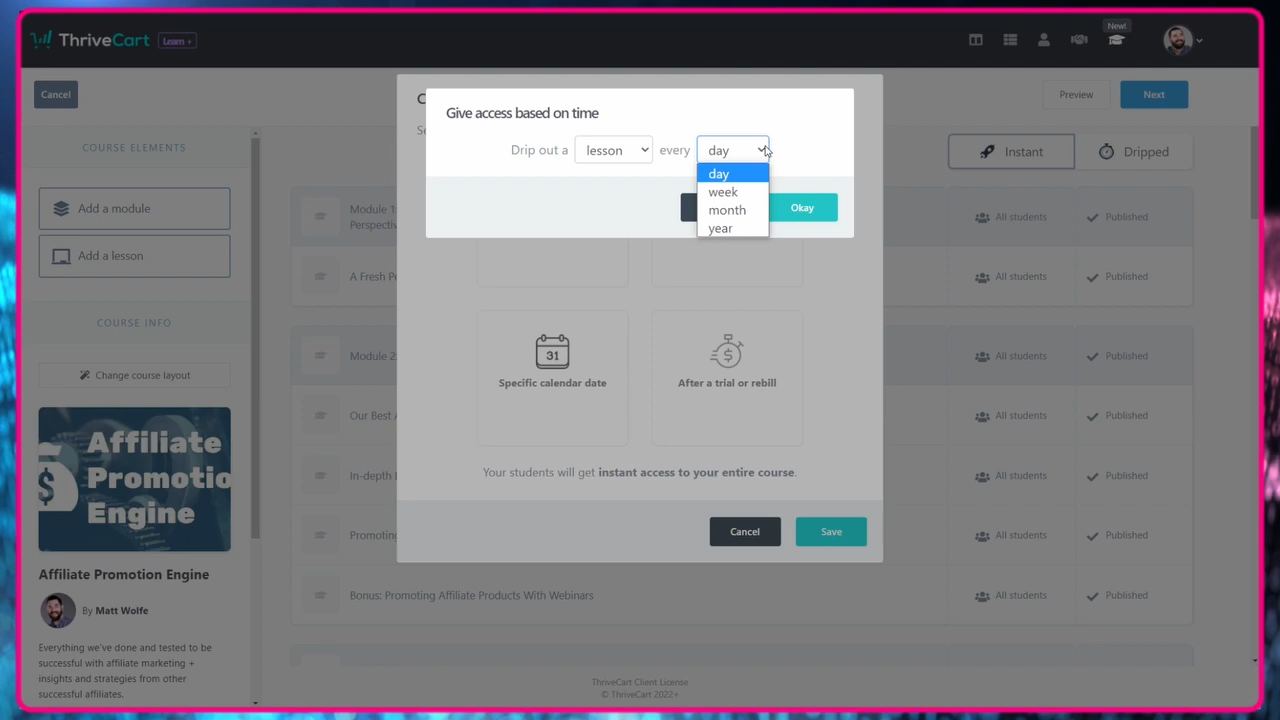 ThriveCart
Learn +
New!
Cancel
Preview
Next
Give access based on time
Drip out a
lesson
every
day
day
week
month
year
Okay
COURSE ELEMENTS
Add a module
Add a lesson
COURSE INFO
Change course layout
Affiliate
Promotio
Engine
Affiliate Promotion Engine
By Matt Wolfe
Everything we've done and tested to be
successful with affiliate marketing +
insights and strategies from other
successful affiliates.
Instant
Dripped
Module 1:
Perspective
All students
Published
A Fresh Pe
All students
Published
Module 2
All students
Published
Our Best A
All students
Published
In-depth
All students
Published
Promoting
All students
Published
Bonus: Promoting Affiliate Products With Webinars
All students
Published
31
Specific calendar date
After a trial or rebill
Your students will get instant access to your entire course.
Cancel
Save
ThriveCart Client License
© ThriveCart 2022+